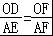 OD/AE = OF/AF